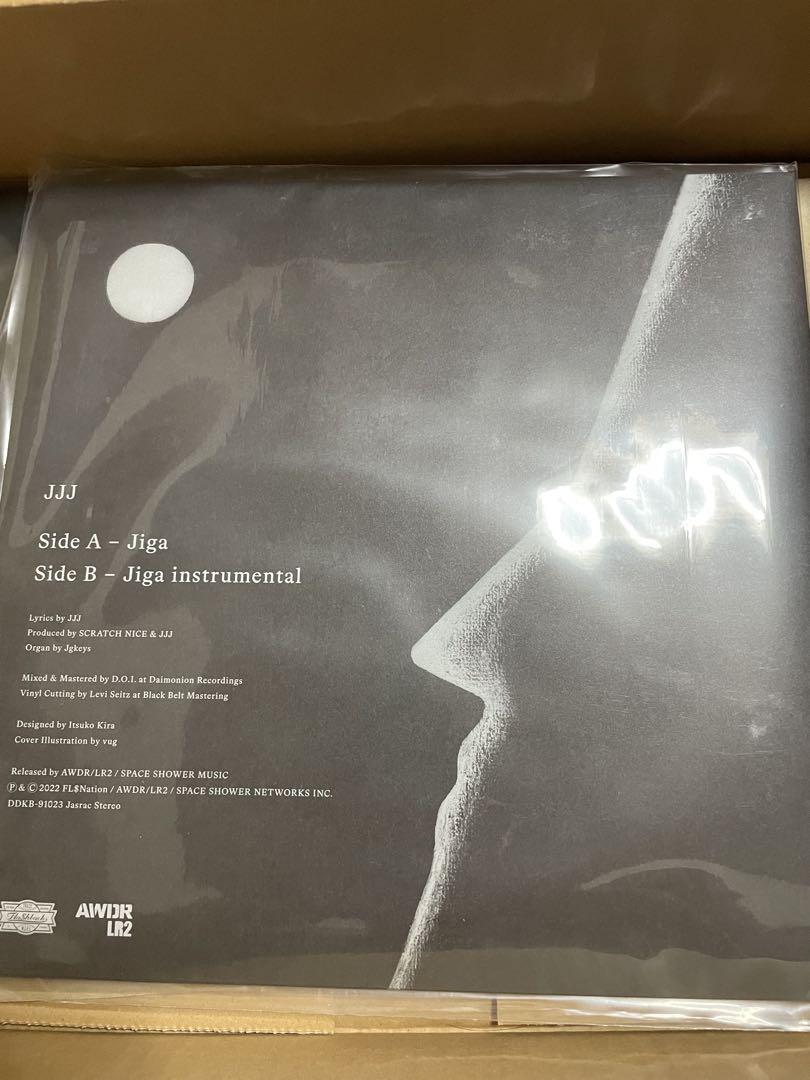 JJJ
Side A – Jiga
Side B – Jiga instrumental
Lyrics by JJJ
Produced by SCRATCH NICE & JJJ
Organ by Jgkeys
Mixed & Mastered by D.O.I. at Daimonion Recordings
Vinyl Cutting by Levi Seitz at Black Belt Mastering
Designed by Itsuko Kira
Cover Illustration by vug
Released by AWDR/LR2 / SPACE SHOWER MUSIC
Ⓟ & Ⓒ 2022 FL$Nation / AWDR/LR2 / SPACE SHOWER NETWORKS INC.
DDKB-91023 Jasrac Stereo
Fla$hbacks
AWDR
LR2